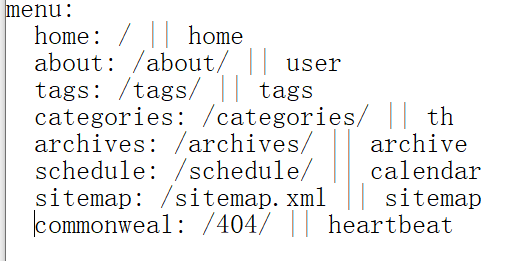 menu:
  home: / || home
  about: /about/ || user
  tags: /tags/ || tags
  categories: /categories/ || th
  archives: /archives/ || archive
  schedule: /schedule/ || calendar
  sitemap: /sitemap.xml || sitemap
  commonweal: /404/ || heartbeat